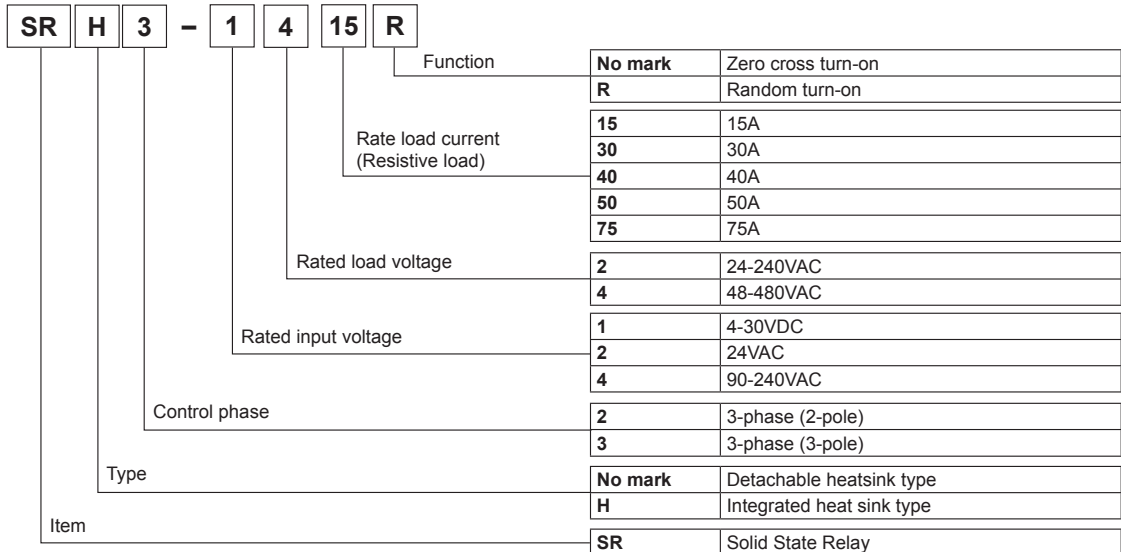 SR H 3 – 1 4 15 R
Function
No mark Zero cross turn-on
R Random turn-on
Rate load current
(Resistive load)
15 15A
30 30A
40 40A
50 50A
75 75A
Rated load voltage
2 24-240VAC
4 48-480VAC
Rated input voltage
1 4-30VDC
2 24VAC
4 90-240VAC
Control phase
2 3-phase (2-pole)
3 3-phase (3-pole)
Type
No mark Detachable heatsink type
H Integrated heat sink type
Item
SR Solid State Relay